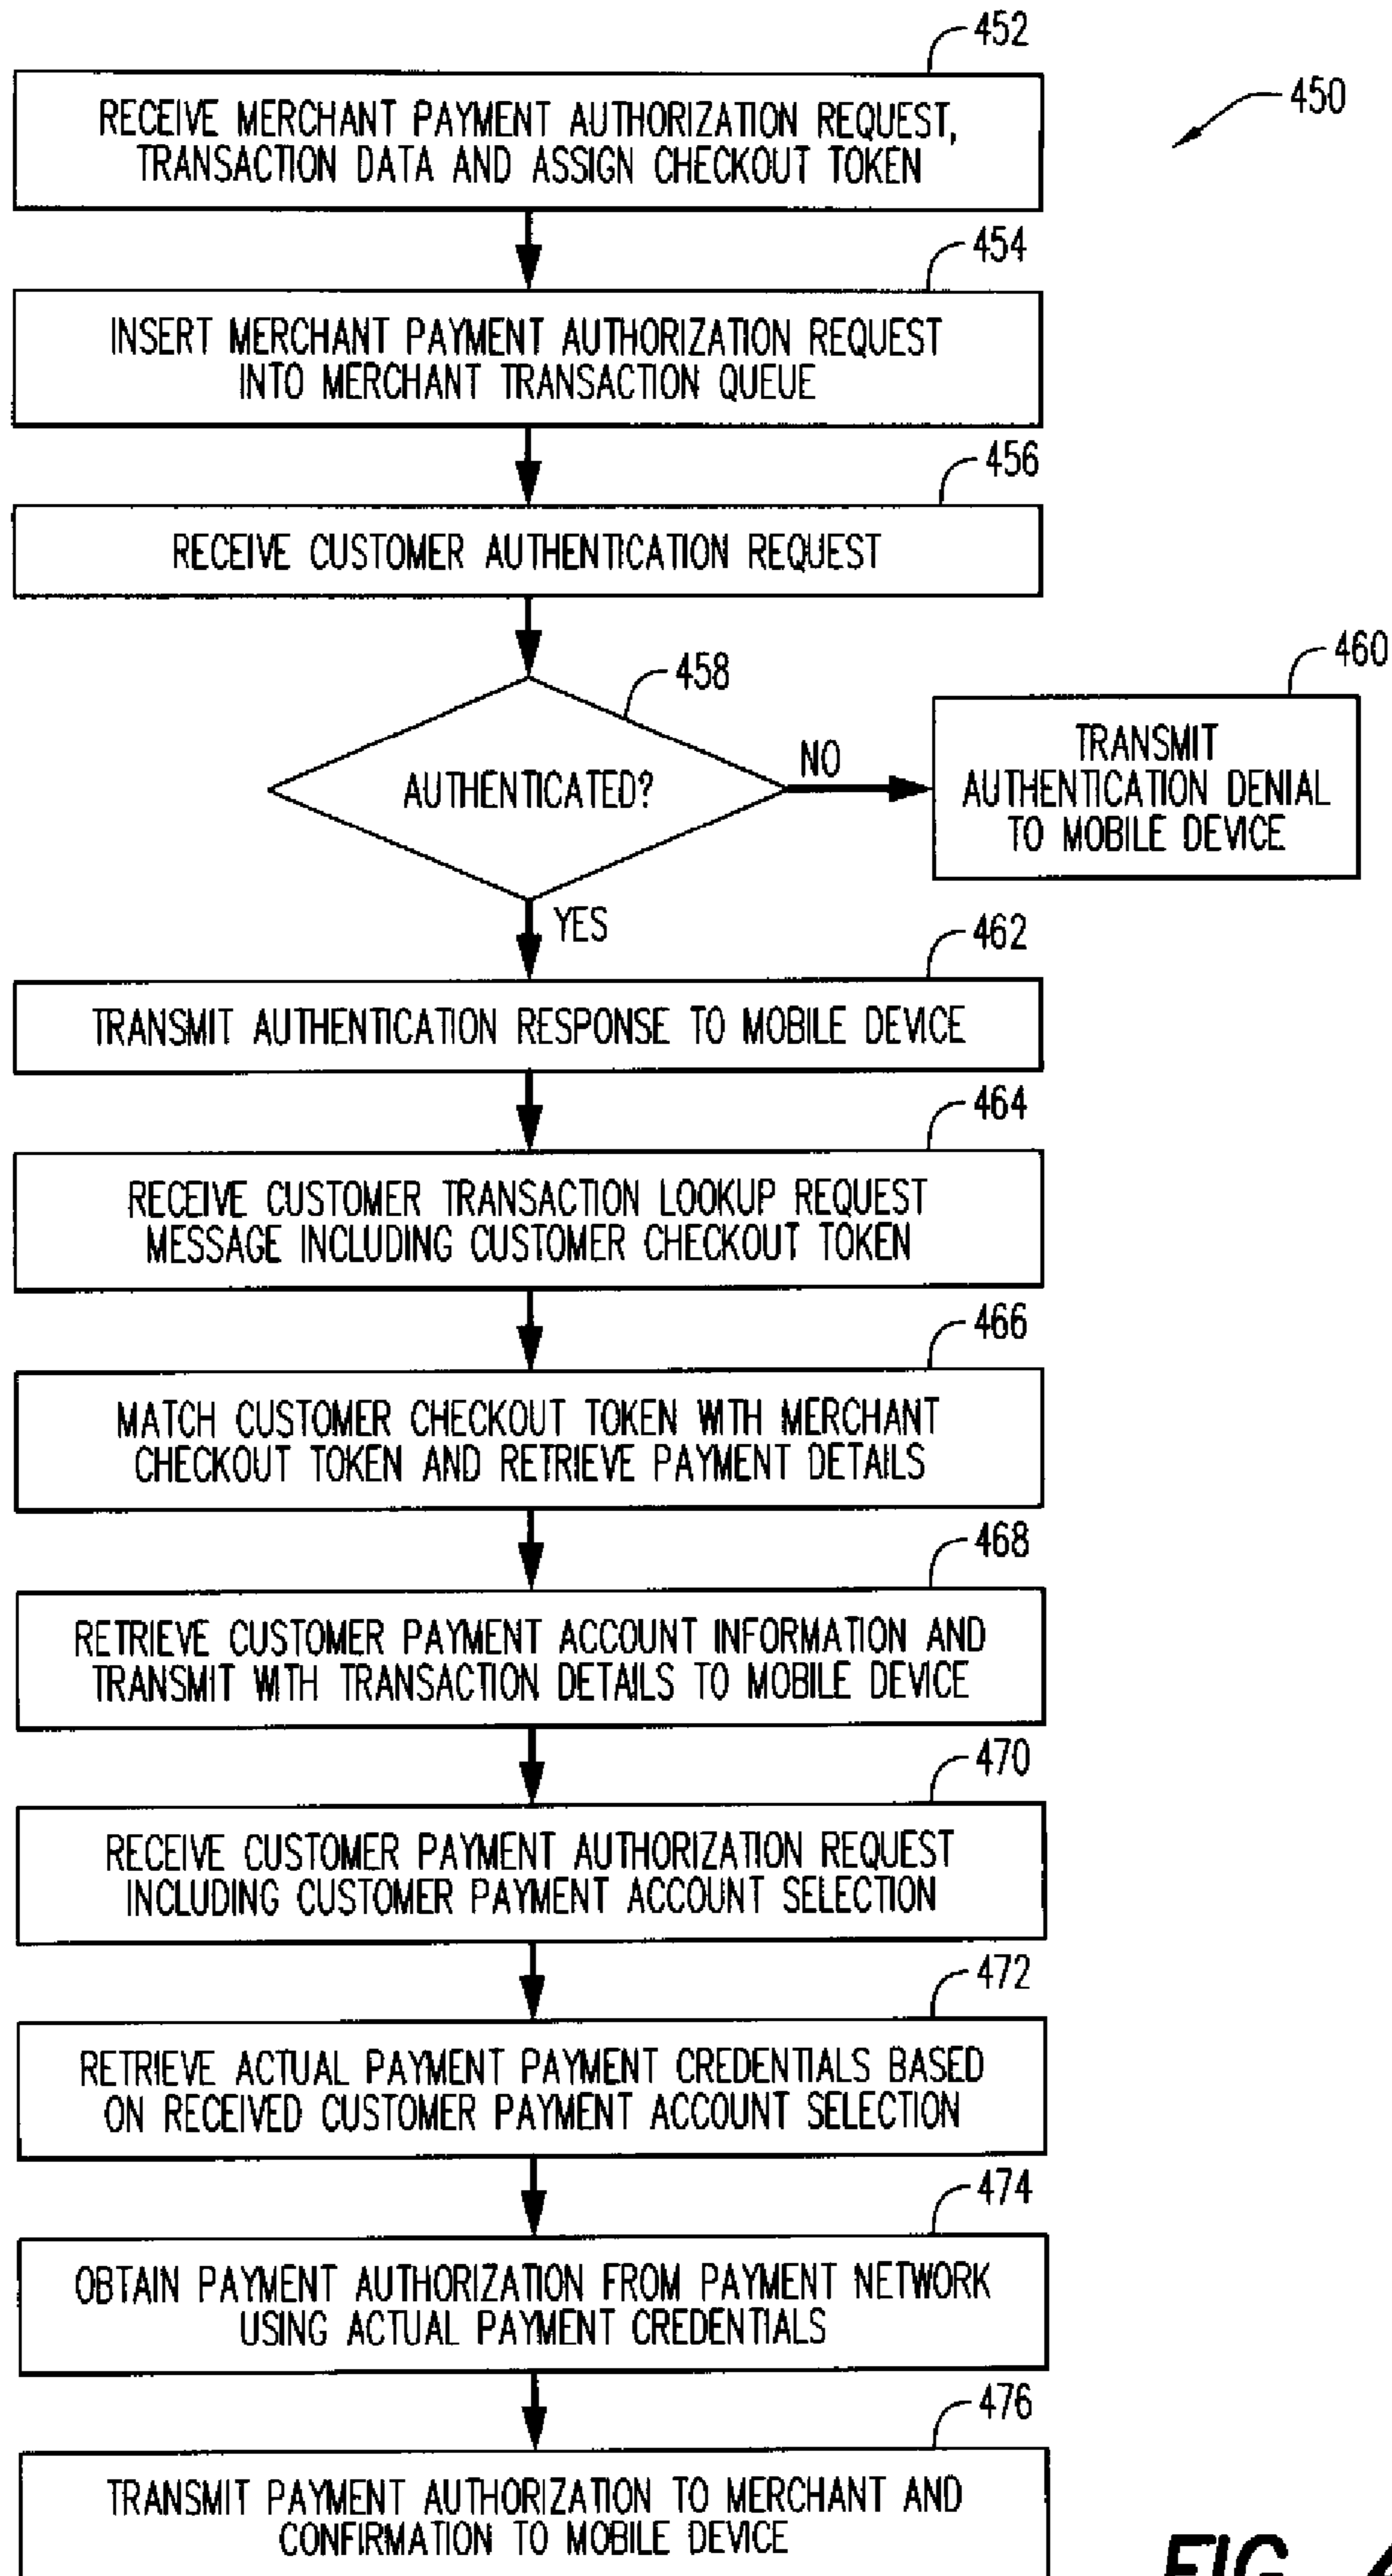 452
450
RECEIVE MERCHANT PAYMENT AUTHORIZATION REQUEST,
TRANSACTION DATA AND ASSIGN CHECKOUT TOKEN
454
INSERT MERCHANT PAYMENT AUTHORIZATION REQUEST
INTO MERCHANT TRANSACTION QUEUE
456
RECEIVE CUSTOMER AUTHENTICATION REQUEST
458
AUTHENTICATED?
NO
460
TRANSMIT
AUTHENTICATION DENIAL
TO MOBILE DEVICE
YES
462
TRANSMIT AUTHENTICATION RESPONSE TO MOBILE DEVICE
464
RECEIVE CUSTOMER TRANSACTION LOOKUP REQUEST
MESSAGE INCLUDING CUSTOMER CHECKOUT TOKEN
466
MATCH CUSTOMER CHECKOUT TOKEN WITH MERCHANT
CHECKOUT TOKEN AND RETRIEVE PAYMENT DETAILS
468
RETRIEVE CUSTOMER PAYMENT ACCOUNT INFORMATION AND
TRANSMIT WITH TRANSACTION DETAILS TO MOBILE DEVICE
470
RECEIVE CUSTOMER PAYMENT AUTHORIZATION REQUEST
INCLUDING CUSTOMER PAYMENT ACCOUNT SELECTION
472
RETRIEVE ACTUAL PAYMENT PAYMENT CREDENTIALS BASED
ON RECEIVED CUSTOMER PAYMENT ACCOUNT SELECTION
474
OBTAIN PAYMENT AUTHORIZATION FROM PAYMENT NETWORK
USING ACTUAL PAYMENT CREDENTIALS
476
TRANSMIT PAYMENT AUTHORIZATION TO MERCHANT AND
CONFIRMATION TO MOBILE DEVICE
FIG.